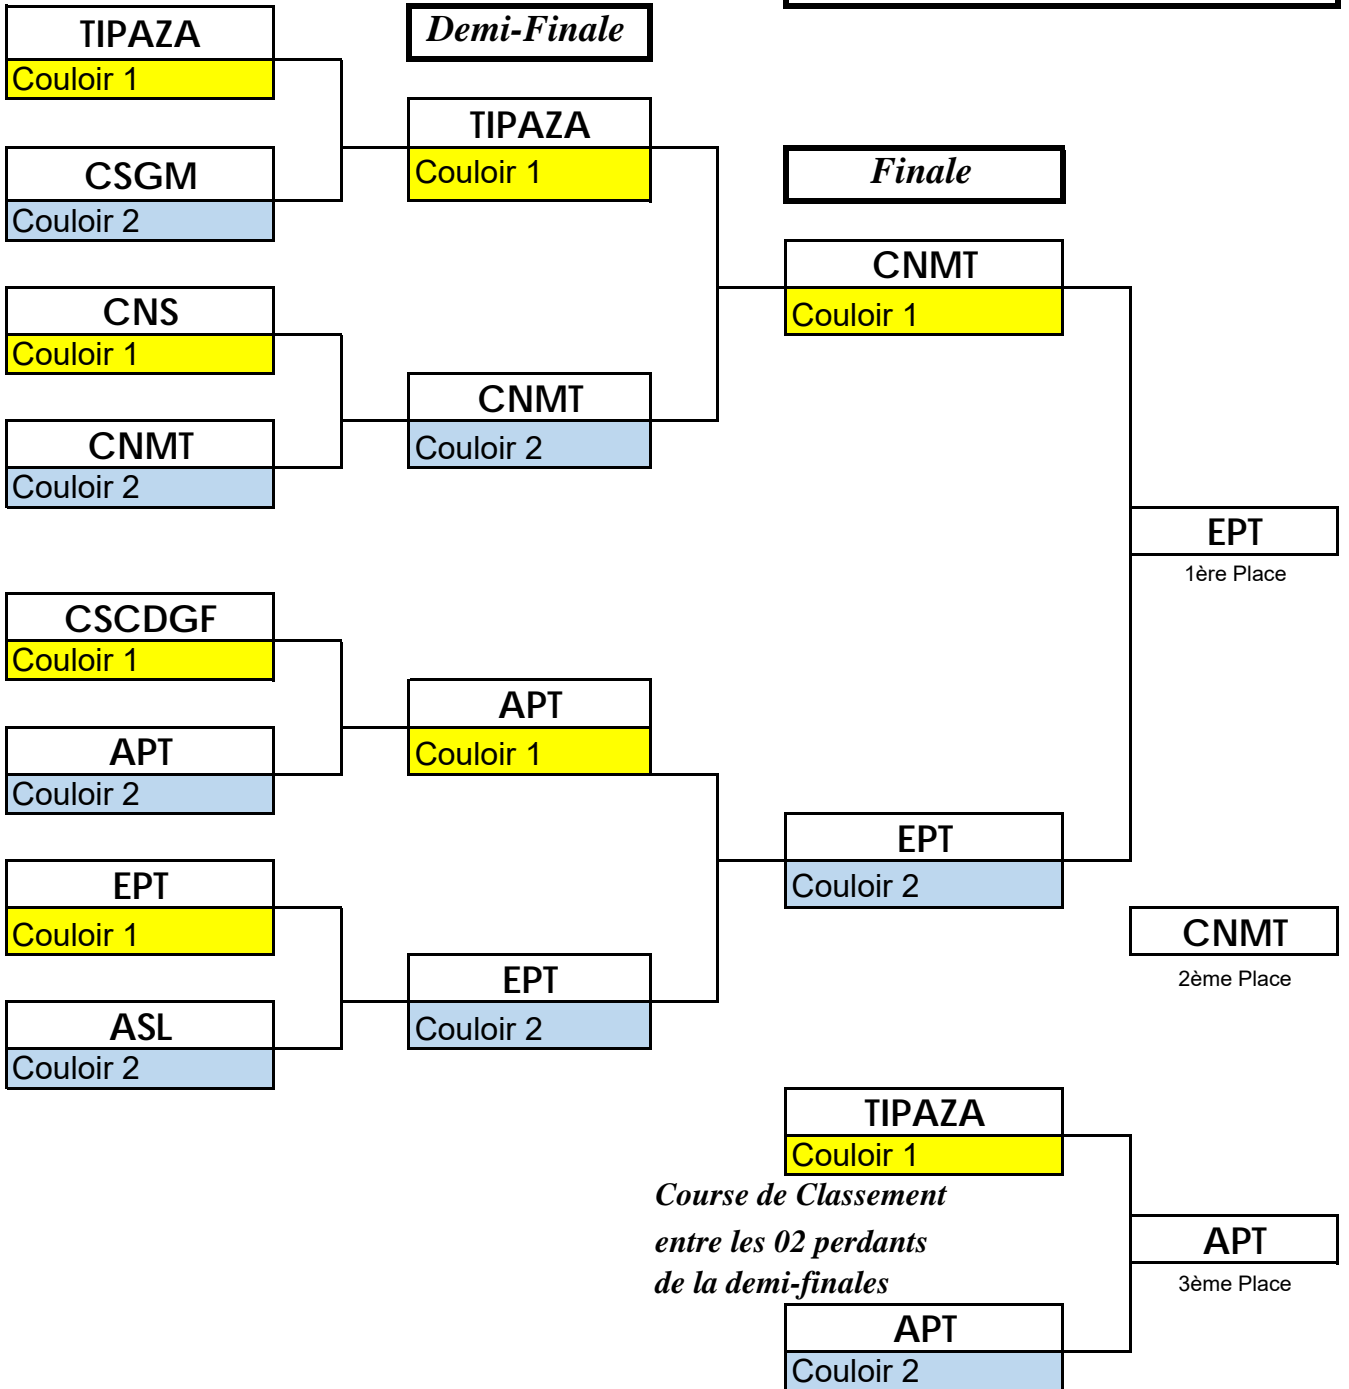 TIPAZA
Couloir 1
CSGM
Couloir 2
CNS
Couloir 1
CNMT
Couloir 2
CSCDGF
Couloir 1
APT
Couloir 2
EPT
Couloir 1
ASL
Couloir 2
Demi-Finale
TIPAZA
Couloir 1
CNMT
Couloir 2
APT
Couloir 1
EPT
Couloir 2
Finale
CNMT
Couloir 1
EPT
Couloir 2
EPT
1ère Place
CNMT
2ème Place
TIPAZA
Couloir 1
Course de Classement
entre les 02 perdants
de la demi-finales
APT
Couloir 2
APT
3ème Place